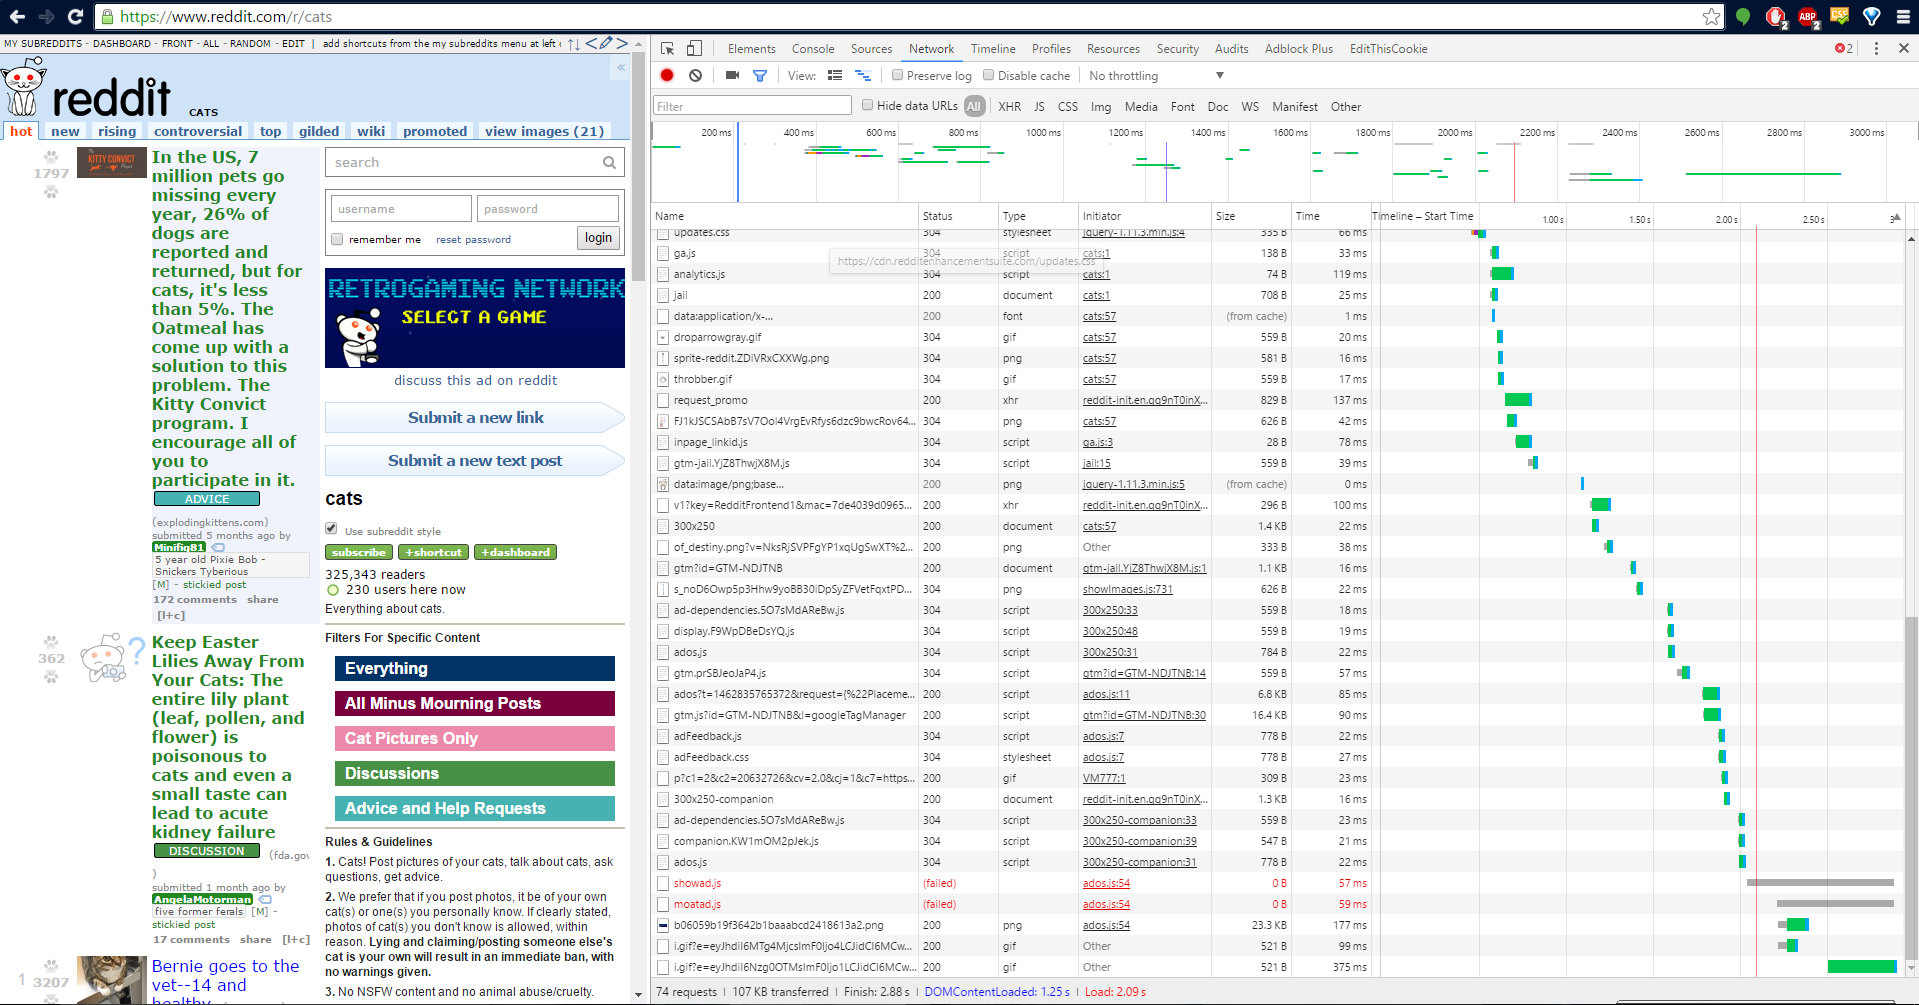 https://www.reddit.com/r/cats
MY SUBREDDITS - DASHBOARD - FRONT - ALL - RANDOM - EDIT | add shortcuts from the my subreddits menu at left
reddit CATS
hot new rising controversial top gilded wiki promoted view images (21)
1797
KITTY CONVICT
In the US, 7
million pets go
missing every
year, 26% of
dogs are
reported and
returned, but for
cats, it's less
than 5%. The
Oatmeal has
come up with a
solution to this
problem. The
Kitty Convict
program. I
encourage all of
you to
participate in it.
ADVICE
(explodingkittens.com)
submitted 5 months ago by
Minifig81
5 year old Pixie Bob -
Snickers Tyberious
[M] - stickied post
172 comments share
[l+c]
362
Keep Easter
Lilies Away From
Your Cats: The
entire lily plant
(leaf, pollen, and
flower) is
poisonous to
cats and even a
small taste can
lead to acute
kidney failure
DISCUSSION (fda.gov
)
submitted 1 month ago by
AngelaMotorman
five former ferals [M] -
stickied post
17 comments share [l+c]
1 3207
Bernie goes to the
vet--14 and
healthy
search
username password
remember me reset password login
RETROGAMING NETWORK
SELECT A GAME
discuss this ad on reddit
Submit a new link
Submit a new text post
cats
Use subreddit style
subscribe +shortcut +dashboard
325,343 readers
230 users here now
Everything about cats.
Filters For Specific Content
Everything
All Minus Mourning Posts
Cat Pictures Only
Discussions
Advice and Help Requests
Rules & Guidelines
1. Cats! Post pictures of your cats, talk about cats, ask
questions, get advice.
2. We prefer that if you post photos, it be of your own
cat(s) or one(s) you personally know. If clearly stated,
photos of cat(s) you don't know is allowed, within
reason. Lying and claiming/posting someone else's
cat is your own will result in an immediate ban, with
no warnings given.
3. No NSFW content and no animal abuse/cruelty.
Elements Console Sources Network Timeline Profiles Resources Security Audits Adblock Plus EditThisCookie 2
View: Preserve log Disable cache No throttling
Filter Hide data URLs All XHR JS CSS Img Media Font Doc WS Manifest Other
200 ms 400 ms 600 ms 800 ms 1000 ms 1200 ms 1400 ms 1600 ms 1800 ms 2000 ms 2200 ms 2400 ms 2600 ms 2800 ms 3000 ms
Name Status Type Initiator Size Time Timeline – Start Time 1.00 s 1.50 s 2.00 s 2.50 s
updates.css 304 stylesheet jquery-1.11.3.min.js:4 335 B 66 ms
ga.js 304 script cats:1 138 B 33 ms
https://cdn.redditenhancementsuite.com/updates.css
analytics.js 304 script cats:1 74 B 119 ms
jail 200 document cats:1 708 B 25 ms
data:application/x-... 200 font cats:57 (from cache) 1 ms
droparrowgray.gif 304 gif cats:57 559 B 20 ms
sprite-reddit.ZDiVRxCXXWg.png 304 png cats:57 581 B 16 ms
throbber.gif 304 gif cats:57 559 B 17 ms
request_promo 200 xhr reddit-init.en.qq9nT0inX... 829 B 137 ms
FJ1kJSCSAbB7sV7Ool4VrgEvRfys6dzc9bwcRov64... 304 png cats:57 626 B 42 ms
inpage_linkid.js 304 script ga.js:3 28 B 78 ms
gtm-jail.YjZ8ThwjX8M.js 304 script jail:15 559 B 39 ms
data:image/png;base... 200 png jquery-1.11.3.min.js:5 (from cache) 0 ms
v1?key=RedditFrontend1&mac=7de4039d0965... 200 xhr reddit-init.en.qq9nT0inX... 296 B 100 ms
300x250 200 document cats:57 1.4 KB 22 ms
of_destiny.png?v=NksRjSVPFgYP1xqUgSwXT%2... 200 png Other 333 B 38 ms
gtm?id=GTM-NDJTNB 200 document gtm-jail.YjZ8ThwjX8M.js:1 1.1 KB 16 ms
s_noD6Owp5p3Hhw9yoBB30iDpSyZFVetFqxtPD... 304 png showImages.js:731 626 B 22 ms
ad-dependencies.5O7sMdAReBw.js 304 script 300x250:33 559 B 18 ms
display.F9WpDBeDsYQ.js 304 script 300x250:48 559 B 19 ms
ados.js 304 script 300x250:31 784 B 22 ms
gtm.prSBJeoJaP4.js 304 script gtm?id=GTM-NDJTNB:14 559 B 57 ms
ados?t=1462835765372&request={%22Placeme... 200 script ados.js:11 6.8 KB 85 ms
gtm.js?id=GTM-NDJTNB&l=googleTagManager 200 script gtm?id=GTM-NDJTNB:30 16.4 KB 90 ms
adFeedback.js 304 script ados.js:7 778 B 22 ms
adFeedback.css 304 stylesheet ados.js:7 778 B 27 ms
p?c1=2&c2=20632726&cv=2.0&cj=1&c7=https... 200 gif VM777:1 309 B 23 ms
300x250-companion 200 document reddit-init.en.qq9nT0inX... 1.3 KB 16 ms
ad-dependencies.5O7sMdAReBw.js 304 script 300x250-companion:33 559 B 23 ms
companion.KW1mOM2pJek.js 304 script 300x250-companion:39 547 B 21 ms
ados.js 304 script 300x250-companion:31 778 B 22 ms
showad.js (failed) ados.js:54 0 B 57 ms
moatad.js (failed) ados.js:54 0 B 59 ms
b06059b19f3642b1baaabcd2418613a2.png 200 png ados.js:54 23.3 KB 177 ms
i.gif?e=eyJhdiI6MTg4MjcsImF0Ijo4LCJidCI6MCw... 200 gif Other 521 B 99 ms
i.gif?e=eyJhdiI6Nzg0OTMsImF0Ijo1LCJidCI6MCw... 200 gif Other 521 B 375 ms
74 requests | 107 KB transferred | Finish: 2.88 s | DOMContentLoaded: 1.25 s | Load: 2.09 s